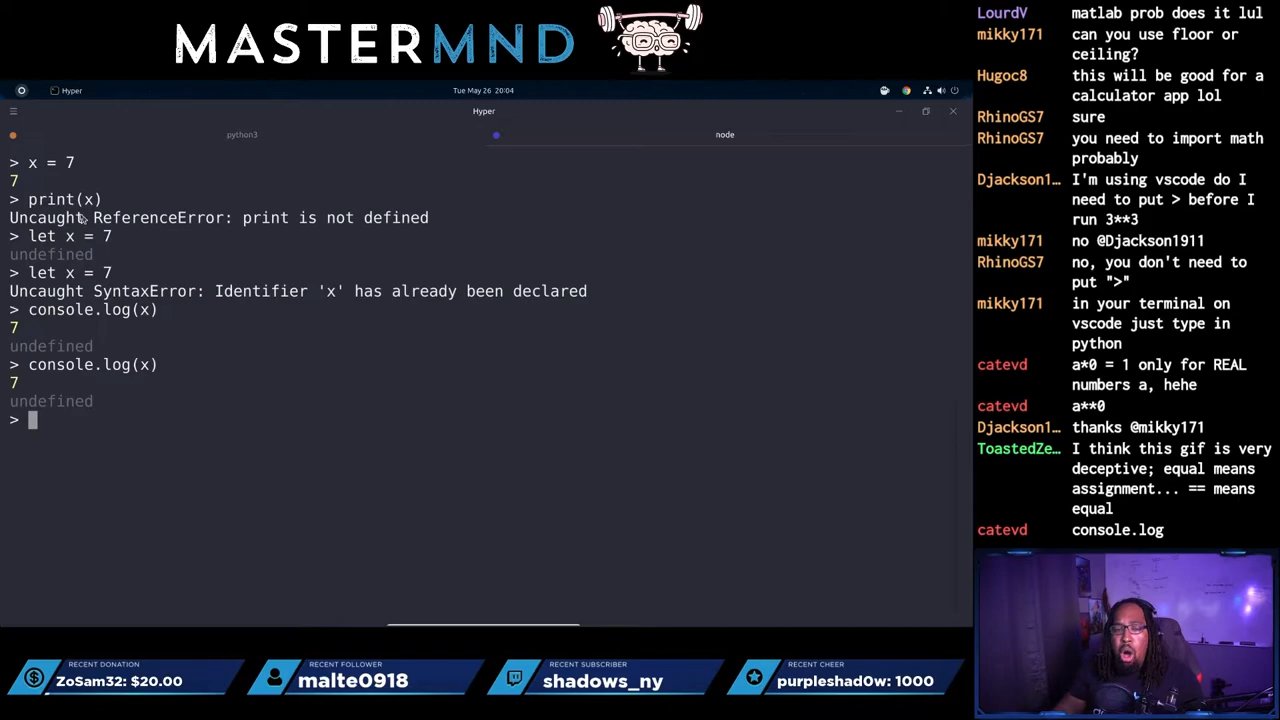 MASTERMND
Hyper
Tue May 26 20:04
Hyper
python3
node
> x = 7
7
> print(x)
Uncaught ReferenceError: print is not defined
> let x = 7
undefined
> let x = 7
Uncaught SyntaxError: Identifier 'x' has already been declared
> console.log(x)
7
undefined
> console.log(x)
7
undefined
>
LourdV matlab prob does it lul
mikky171 can you use floor or
ceiling?
Hugoc8 this will be good for a
calculator app lol
RhinoGS7 sure
RhinoGS7 you need to import math
probably
Djackson1… I'm using vscode do I
need to put > before I
run 3**3
mikky171 no @Djackson1911
RhinoGS7 no, you don't need to
put ">"
mikky171 in your terminal on
vscode just type in
python
catevd a*0 = 1 only for REAL
numbers a, hehe
catevd a**0
Djackson1… thanks @mikky171
ToastedZe… I think this gif is very
deceptive; equal means
assignment... == means
equal
catevd console.log
RECENT DONATION
ZoSam32: $20.00
RECENT FOLLOWER
malte0918
RECENT SUBSCRIBER
shadows_ny
RECENT CHEER
purpleshad0w: 1000